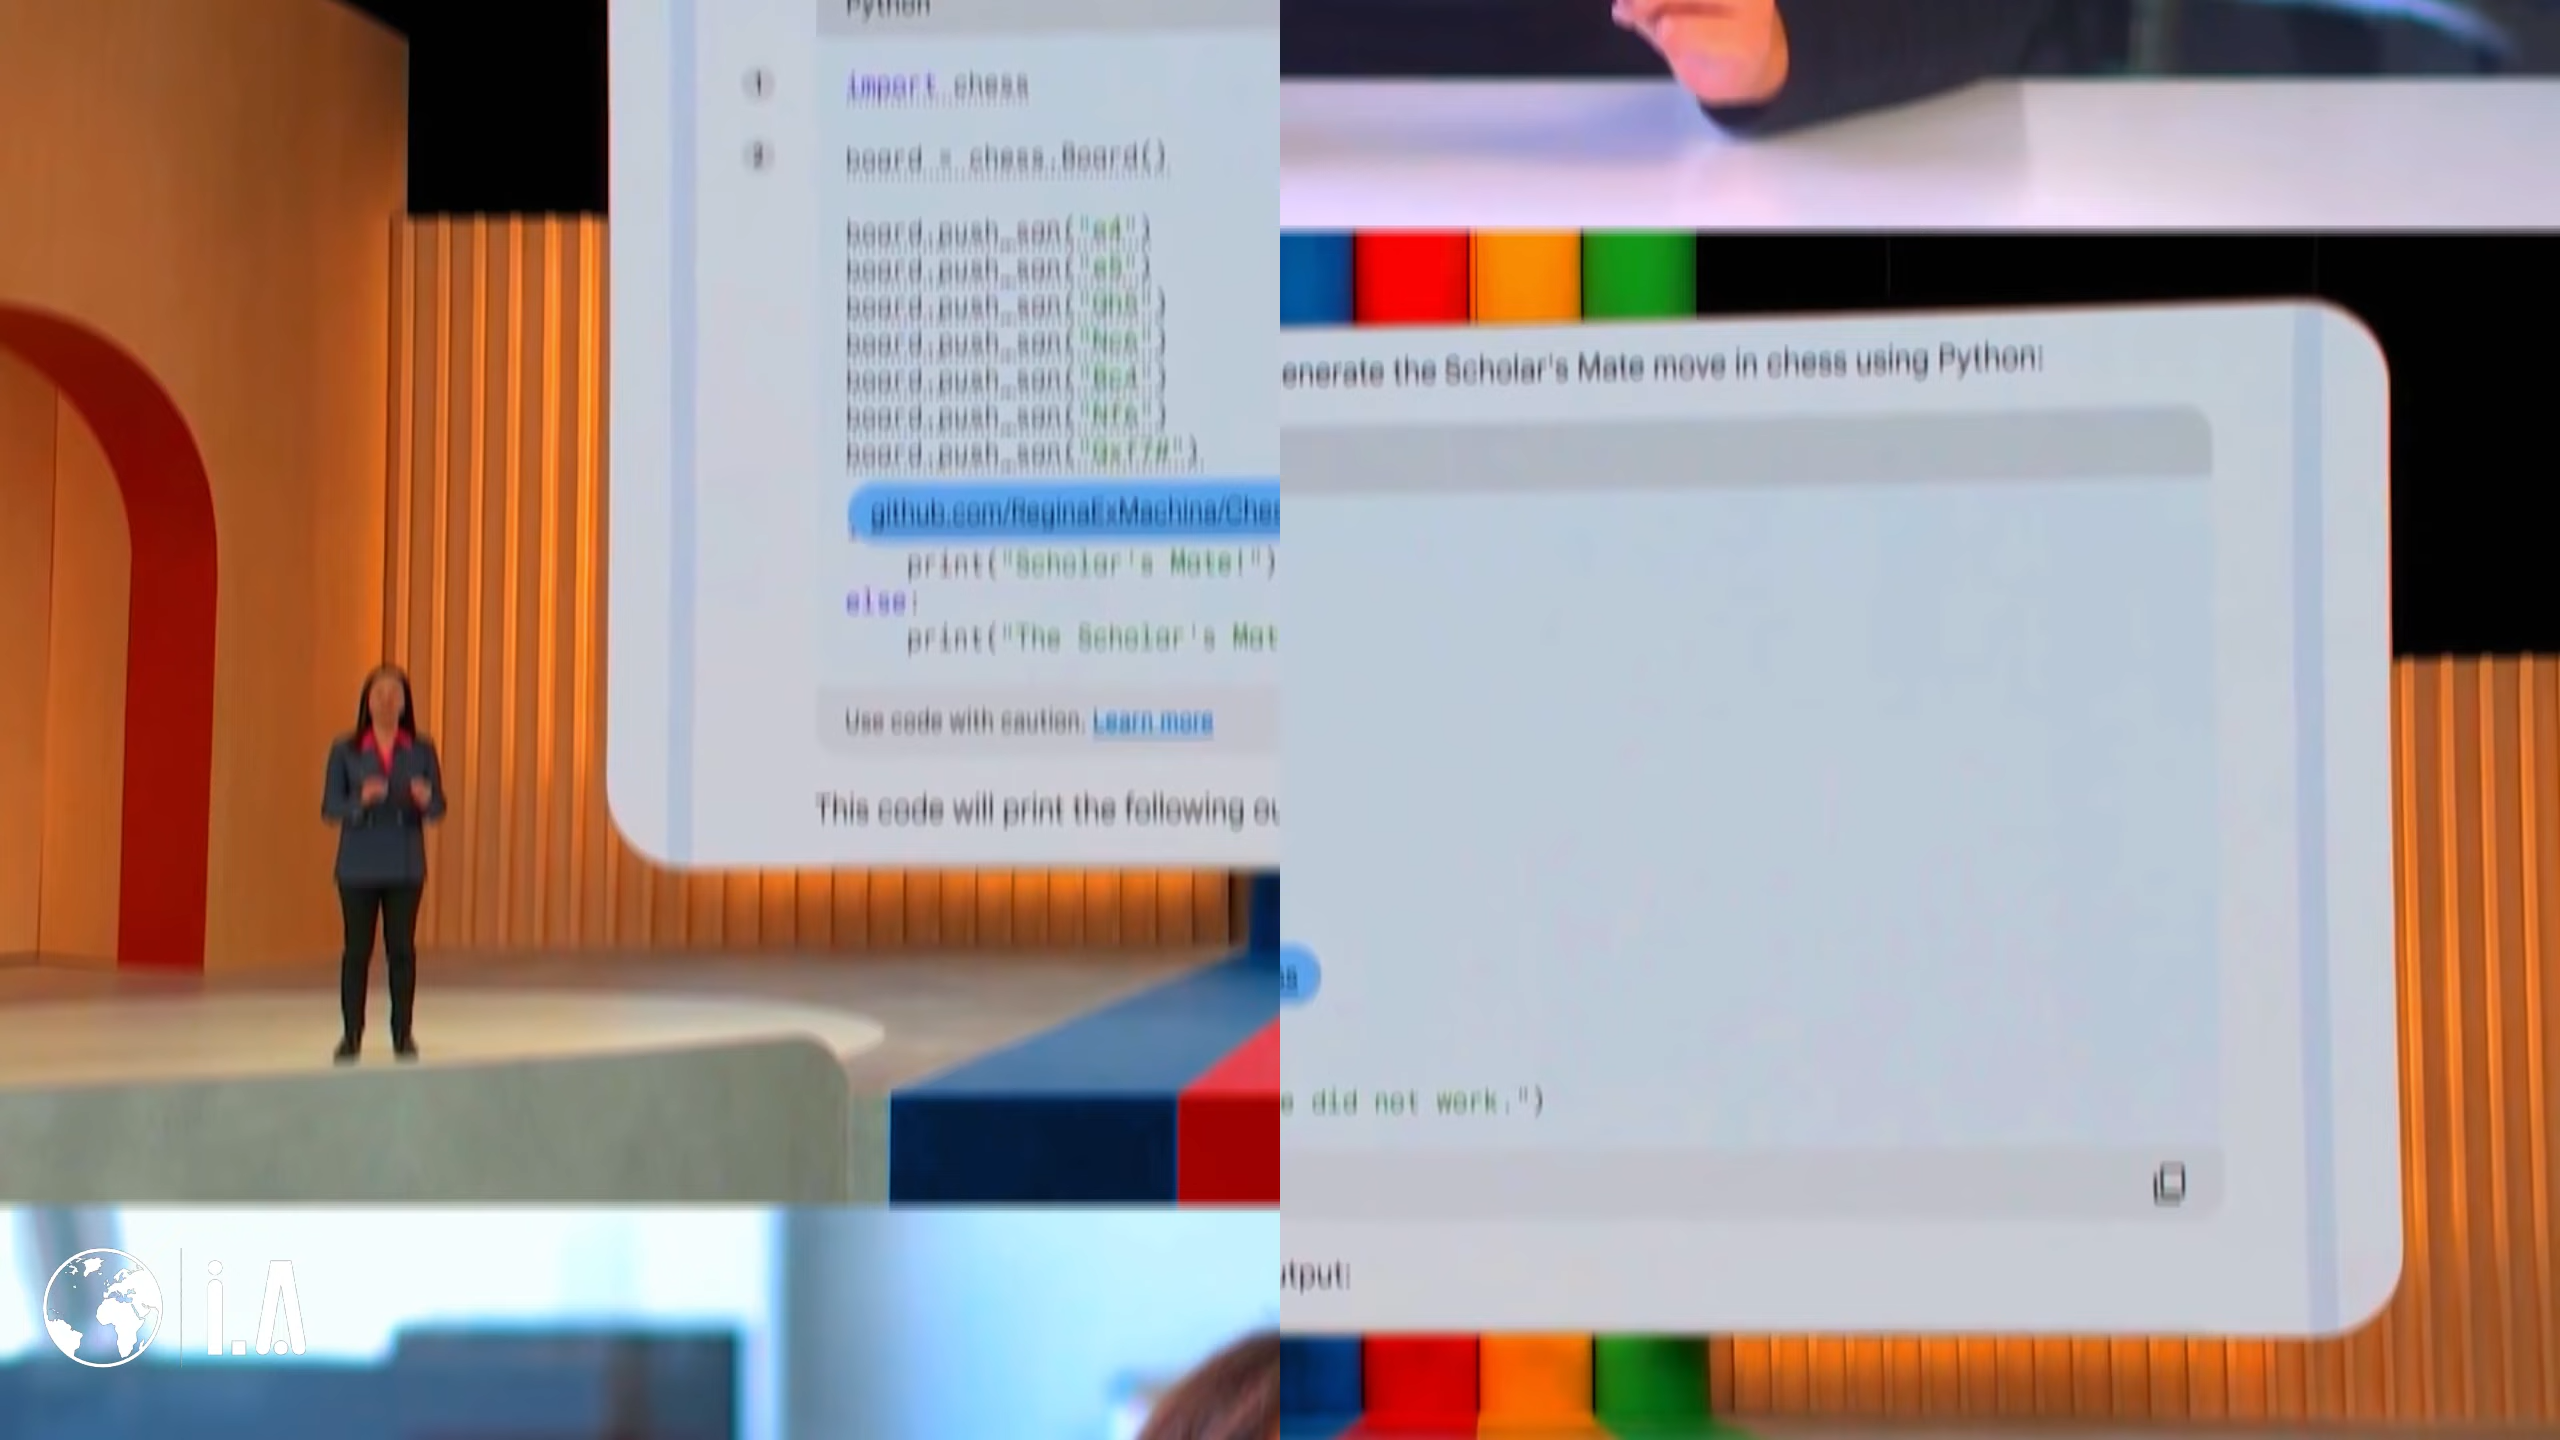 Python
1
import chess
2
board = chess.Board()
board.push_san("e4")
board.push_san("e5")
board.push_san("Qh5")
board.push_san("Nc6")
board.push_san("Bc4")
board.push_san("Nf6")
board.push_san("Qxf7#")
github.com/ReginaExMachina/Ches
print("Scholar's Mate!")
else:
print("The Scholar's Mat
Use code with caution. Learn more
This code will print the following ou
i.A
enerate the Scholar's Mate move in chess using Python:
es
e did not work.")
utput: